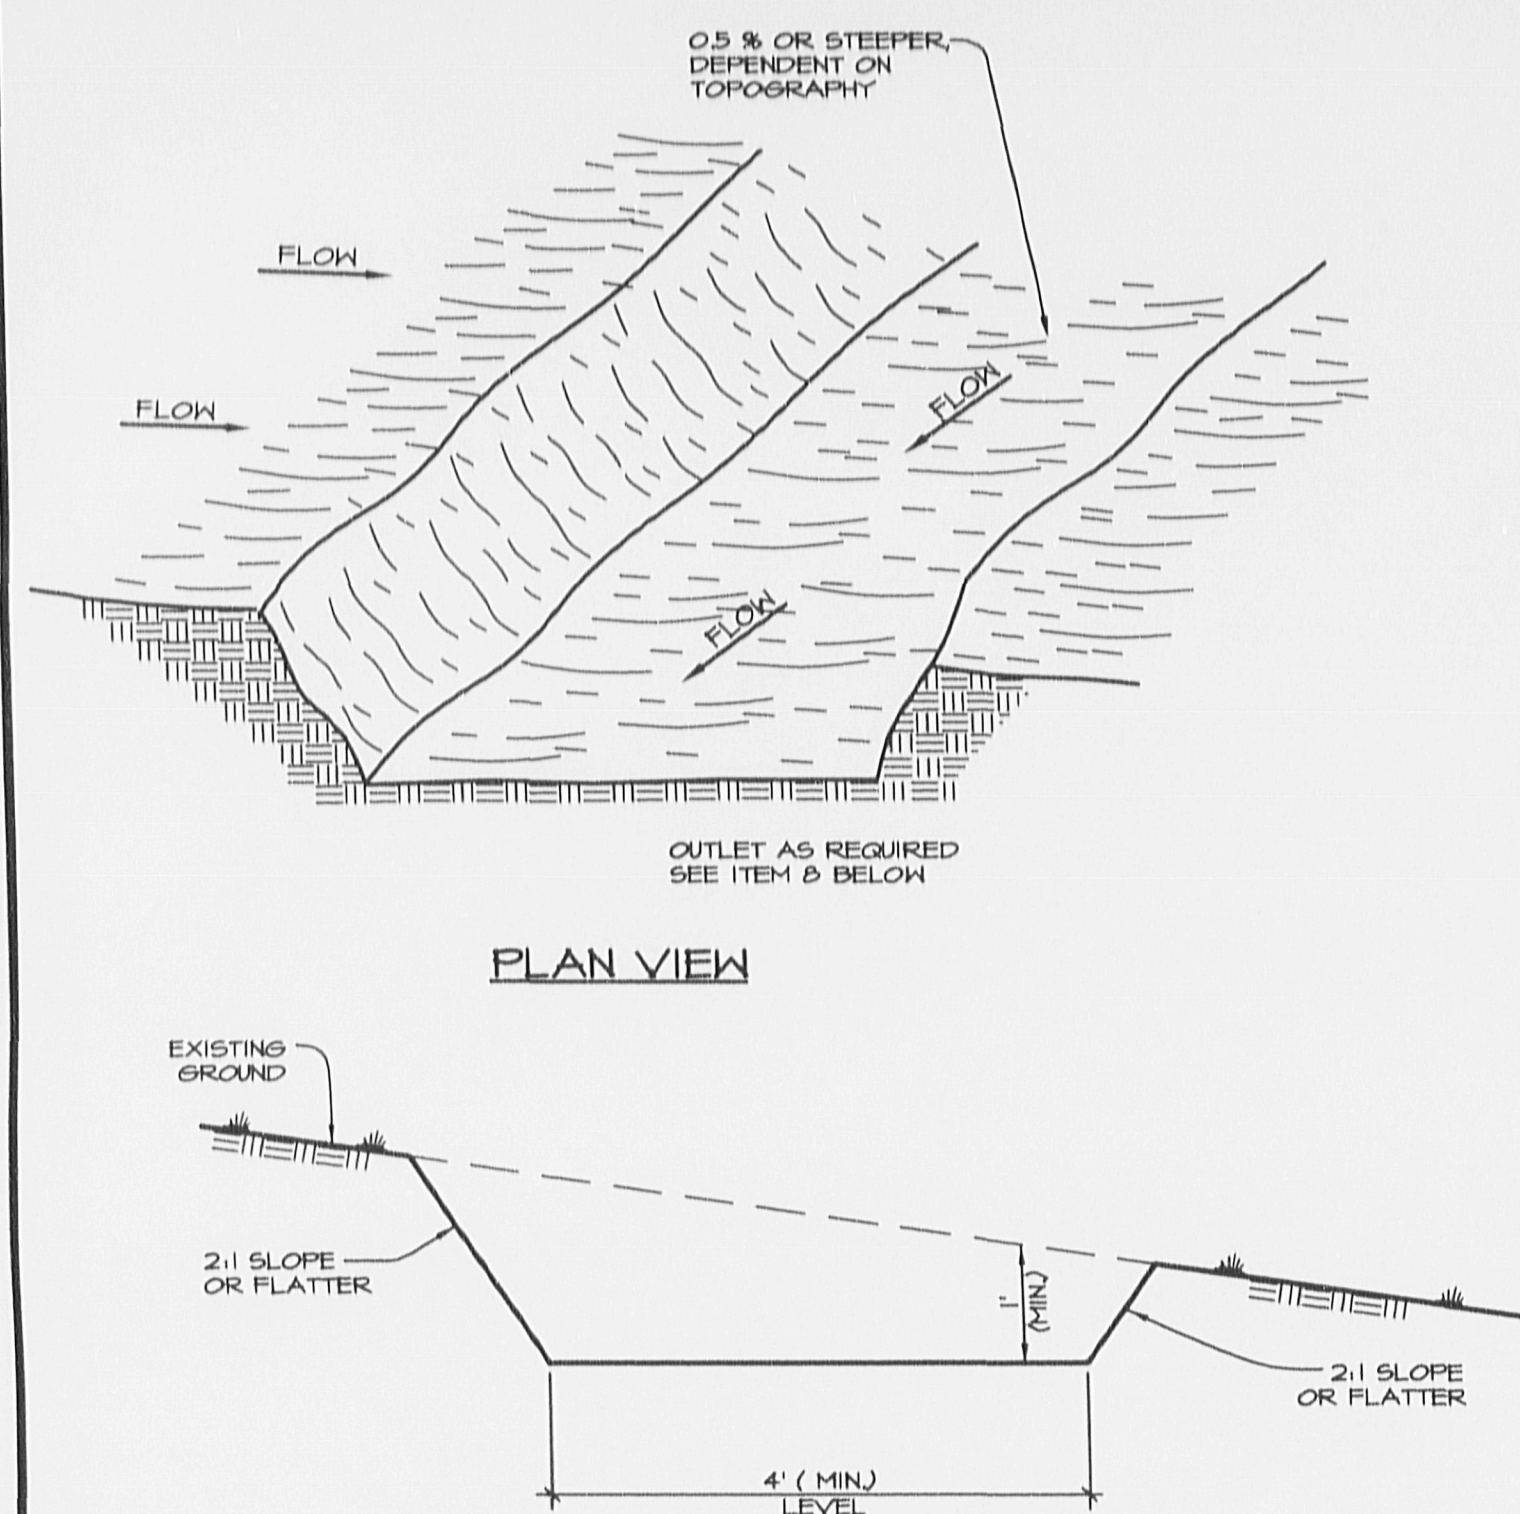 0.5 % OR STEEPER,
DEPENDENT ON
TOPOGRAPHY
FLOW
FLOW
FLOW
FLOW
OUTLET AS REQUIRED
SEE ITEM 8 BELOW
PLAN VIEW
EXISTING
GROUND
2:1 SLOPE
OR FLATTER
1'
(MIN.)
2:1 SLOPE
OR FLATTER
4' ( MIN.)
LEVEL